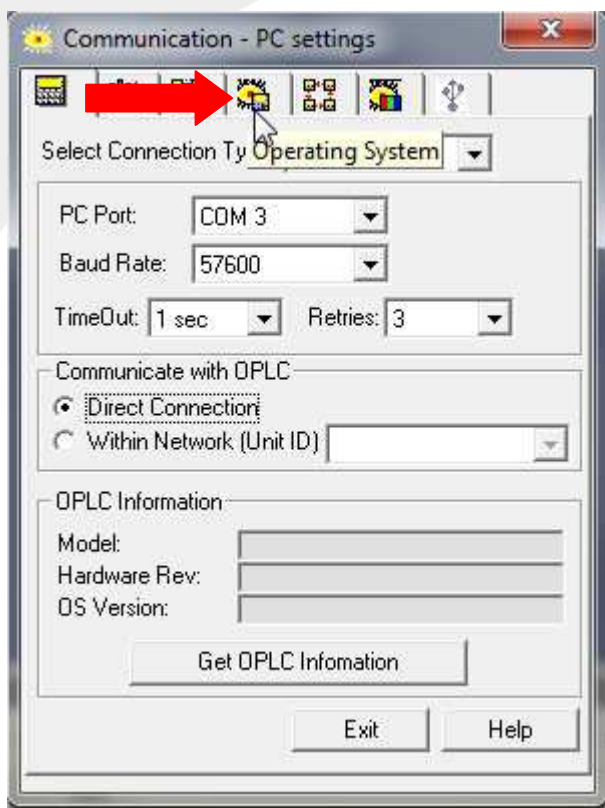 Communication - PC settings
Select Connection Ty
Operating System
PC Port: COM 3
Baud Rate: 57600
TimeOut: 1 sec Retries: 3
Communicate with OPLC
Direct Connection
Within Network (Unit ID)
OPLC Information
Model:
Hardware Rev:
OS Version:
Get OPLC Infomation
Exit Help